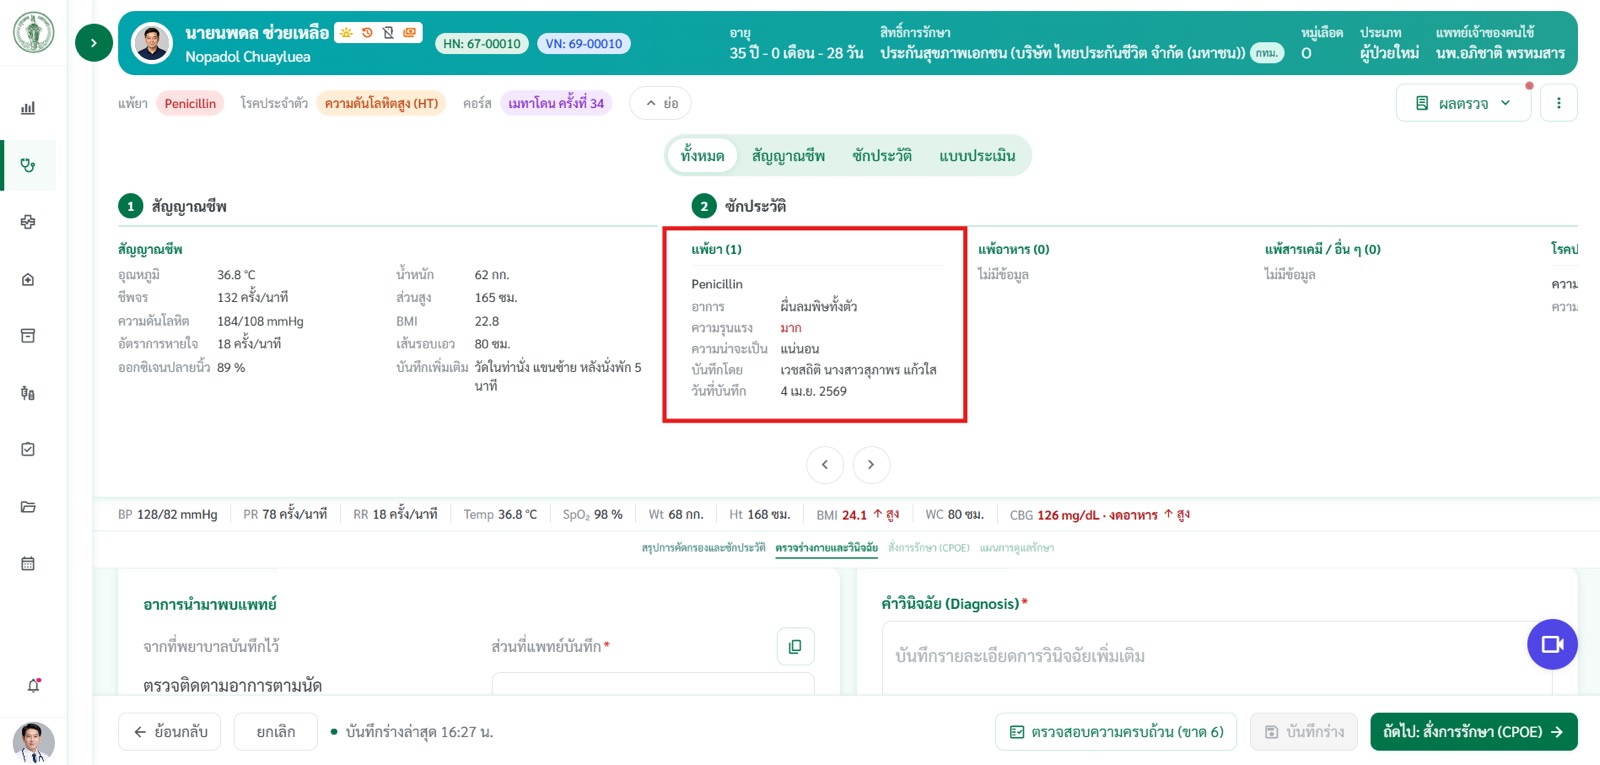 นายนพดล ช่วยเหลือ
Nopadol Chuayluea
HN: 67-00010
VN: 69-00010
อายุ
35 ปี - 0 เดือน - 28 วัน
สิทธิ์การรักษา
ประกันสุขภาพเอกชน (บริษัท ไทยประกันชีวิต จำกัด (มหาชน)) กทม.
หมู่เลือด
O
ประเภท
ผู้ป่วยใหม่
แพทย์เจ้าของคนไข้
นพ.อภิชาติ พรหมสาร
แพ้ยา Penicillin โรคประจำตัว ความดันโลหิตสูง (HT) คอร์ส เมทาโดน ครั้งที่ 34 ย่อ
ผลตรวจ
ทั้งหมด สัญญาณชีพ ซักประวัติ แบบประเมิน
1 สัญญาณชีพ
สัญญาณชีพ
อุณหภูมิ 36.8 °C
ชีพจร 132 ครั้ง/นาที
ความดันโลหิต 184/108 mmHg
อัตราการหายใจ 18 ครั้ง/นาที
ออกซิเจนปลายนิ้ว 89 %
น้ำหนัก 62 กก.
ส่วนสูง 165 ซม.
BMI 22.8
เส้นรอบเอว 80 ซม.
บันทึกเพิ่มเติม วัดในท่านั่ง แขนซ้าย หลังนั่งพัก 5
นาที
2 ซักประวัติ
แพ้ยา (1)
Penicillin
อาการ ผื่นลมพิษทั้งตัว
ความรุนแรง มาก
ความน่าจะเป็น แน่นอน
บันทึกโดย เวชสถิติ นางสาวสุภาพร แก้วใส
วันที่บันทึก 4 เม.ย. 2569
แพ้อาหาร (0)
ไม่มีข้อมูล
แพ้สารเคมี / อื่น ๆ (0)
ไม่มีข้อมูล
โรคป
ความ
ความ
BP 128/82 mmHg PR 78 ครั้ง/นาที RR 18 ครั้ง/นาที Temp 36.8 °C SpO₂ 98 % Wt 68 กก. Ht 168 ซม. BMI 24.1 ↑ สูง WC 80 ซม. CBG 126 mg/dL · งดอาหาร ↑ สูง
สรุปการคัดกรองและซักประวัติ ตรวจร่างกายและวินิจฉัย สั่งการรักษา (CPOE) แผนการดูแลรักษา
อาการนำมาพบแพทย์
จากที่พยาบาลบันทึกไว้
ตรวจติดตามอาการตามนัด
ส่วนที่แพทย์บันทึก *
คำวินิจฉัย (Diagnosis) *
บันทึกรายละเอียดการวินิจฉัยเพิ่มเติม
← ย้อนกลับ ยกเลิก • บันทึกร่างล่าสุด 16:27 น. ตรวจสอบความครบถ้วน (ขาด 6) บันทึกร่าง ถัดไป: สั่งการรักษา (CPOE) →